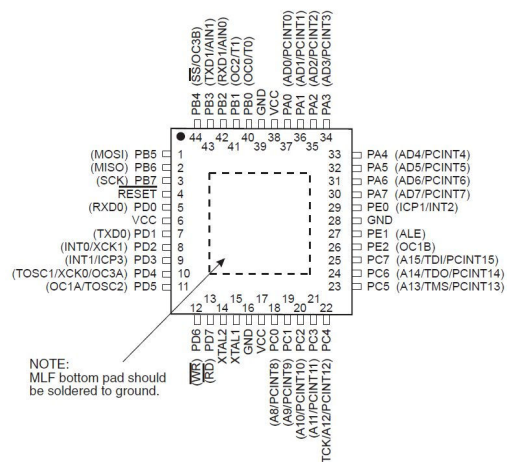 PB4 (SS/OC3B)
PB3 (TXD1/AIN1)
PB2 (RXD1/AIN0)
PB1 (OC2/T1)
PB0 (OC0/T0)
GND
VCC
PA0 (AD0/PCINT0)
PA1 (AD1/PCINT1)
PA2 (AD2/PCINT2)
PA3 (AD3/PCINT3)
44
43
42
41
40
39
38
37
36
35
34
(MOSI) PB5 1
(MISO) PB6 2
(SCK) PB7 3
RESET 4
(RXD0) PD0 5
VCC 6
(TXD0) PD1 7
(INT0/XCK1) PD2 8
(INT1/ICP3) PD3 9
(TOSC1/XCK0/OC3A) PD4 10
(OC1A/TOSC2) PD5 11
33 PA4 (AD4/PCINT4)
32 PA5 (AD5/PCINT5)
31 PA6 (AD6/PCINT6)
30 PA7 (AD7/PCINT7)
29 PE0 (ICP1/INT2)
28 GND
27 PE1 (ALE)
26 PE2 (OC1B)
25 PC7 (A15/TDI/PCINT15)
24 PC6 (A14/TDO/PCINT14)
23 PC5 (A13/TMS/PCINT13)
12
13
14
15
16
17
18
19
20
21
22
(WR) PD6
(RD) PD7
XTAL2
XTAL1
GND
VCC
(A8/PCINT8) PC0
(A9/PCINT9) PC1
(A10/PCINT10) PC2
(A11/PCINT11) PC3
TCK/A12/PCINT12) PC4
NOTE:
MLF bottom pad should
be soldered to ground.